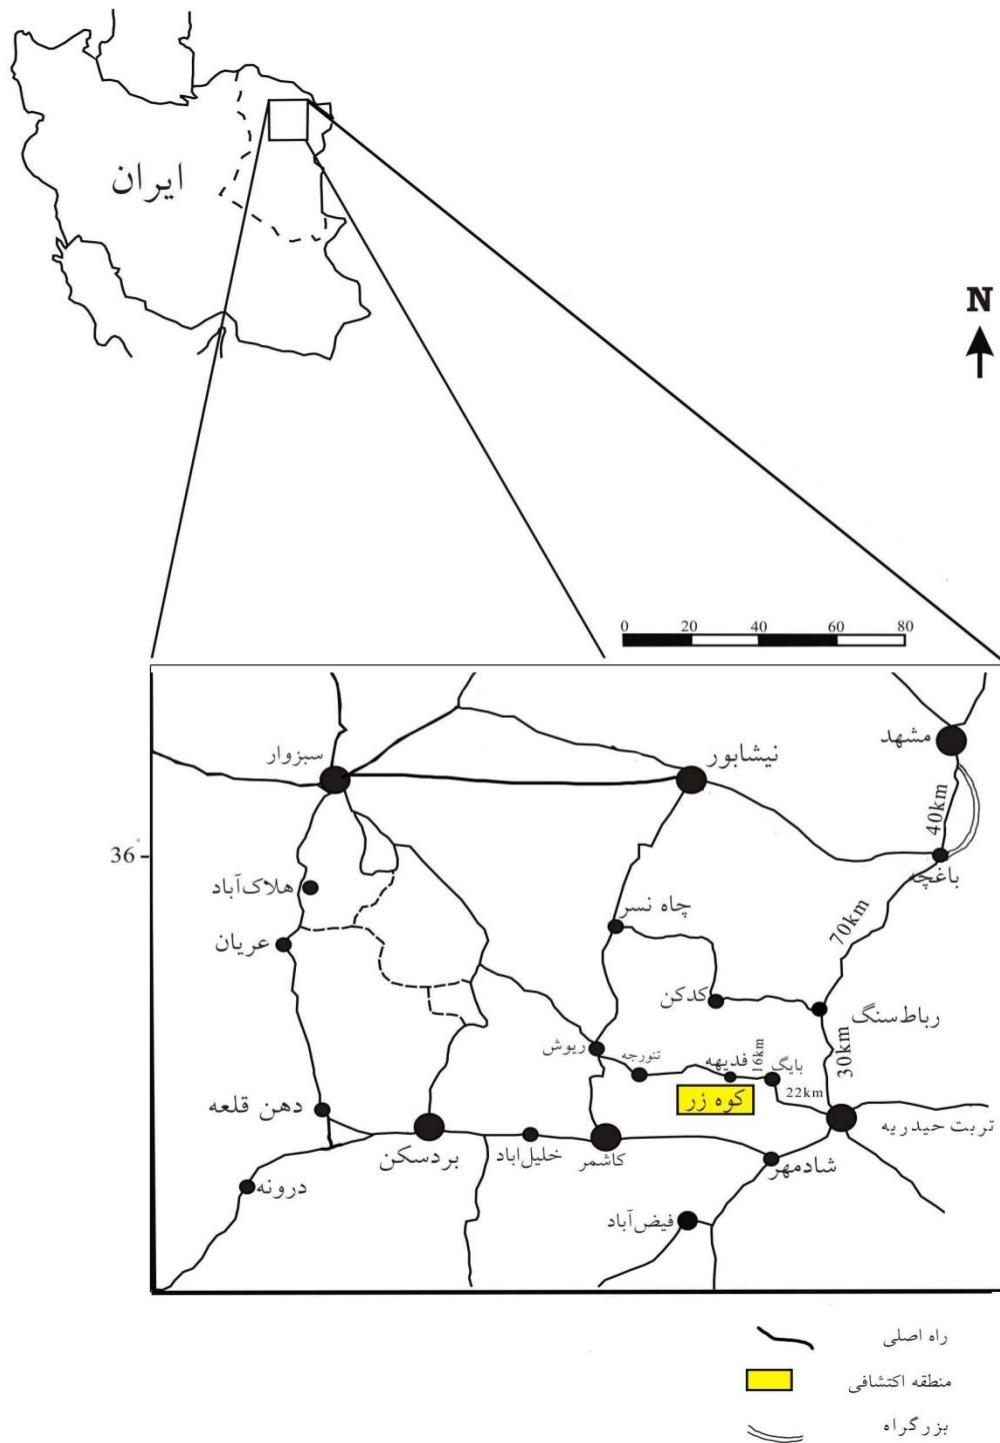 ایران
N
0 20 40 60 80
مشهد
نیشابور
سبزوار
40km
36°
باغچه
هلاک‌آباد
چاه نسر
70km
عریان
کدکن
رباط سنگ
ریوش
تنورجه
فدیهه
16km
بایگ
30km
22km
کوه زر
دهن قلعه
تربت حیدریه
بردسکن
خلیل‌اباد
کاشمر
شادمهر
درونه
فیض‌آباد
راه اصلی
منطقه اکتشافی
بزرگراه